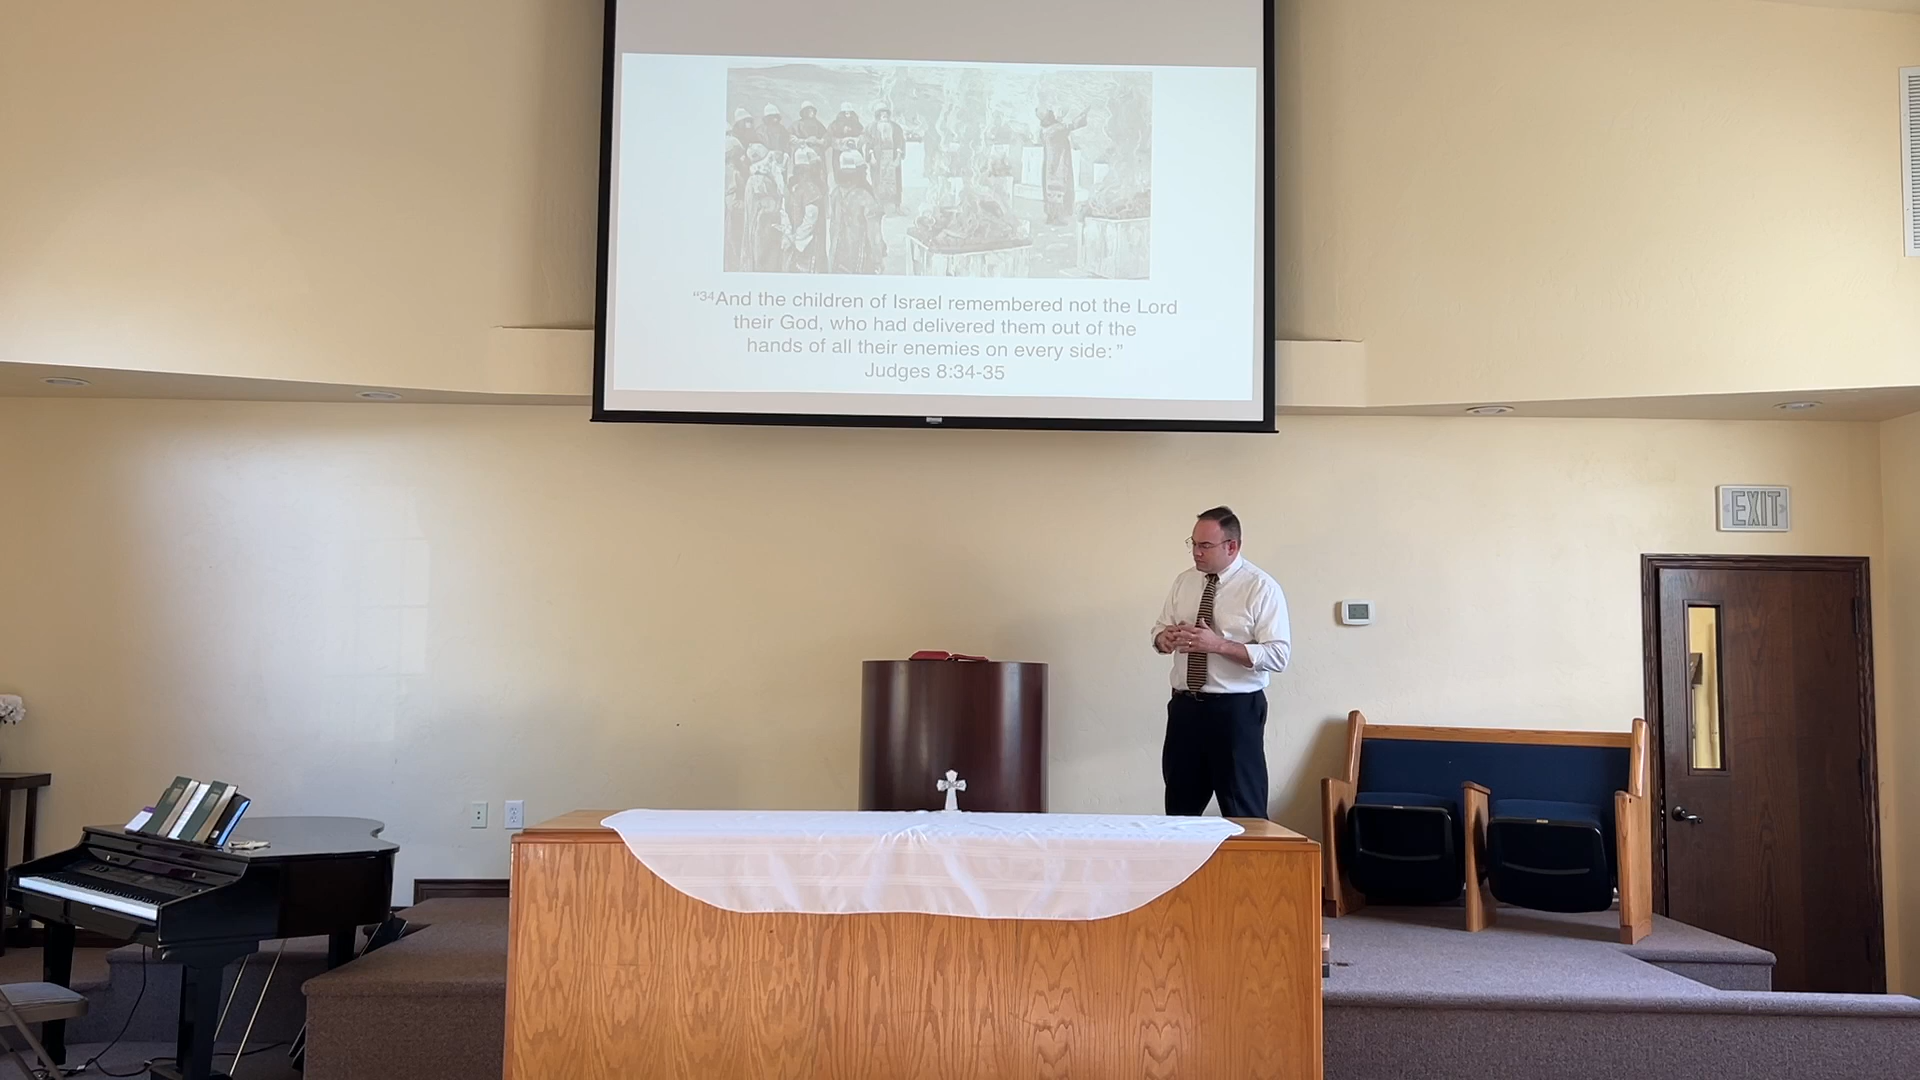 “34And the children of Israel remembered not the Lord
their God, who had delivered them out of the
hands of all their enemies on every side: ”
Judges 8:34-35
EXIT